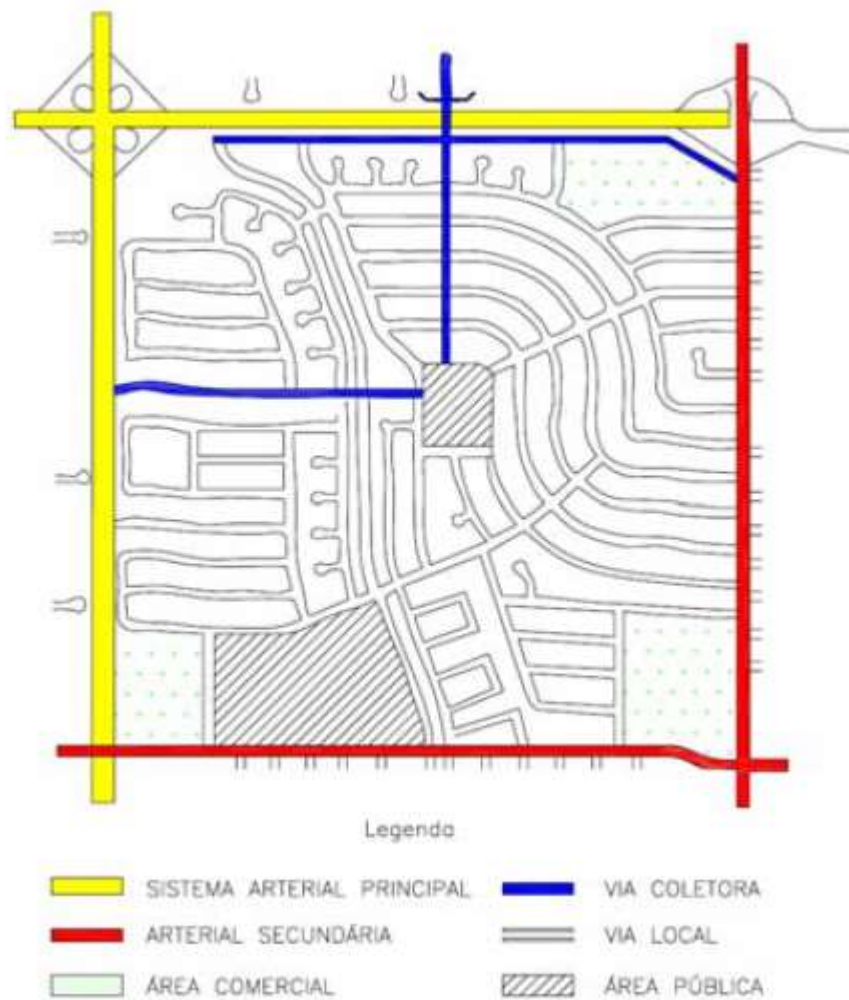 Legenda
SISTEMA ARTERIAL PRINCIPAL
VIA COLETORA
ARTERIAL SECUNDÁRIA
VIA LOCAL
ÁREA COMERCIAL
ÁREA PÚBLICA